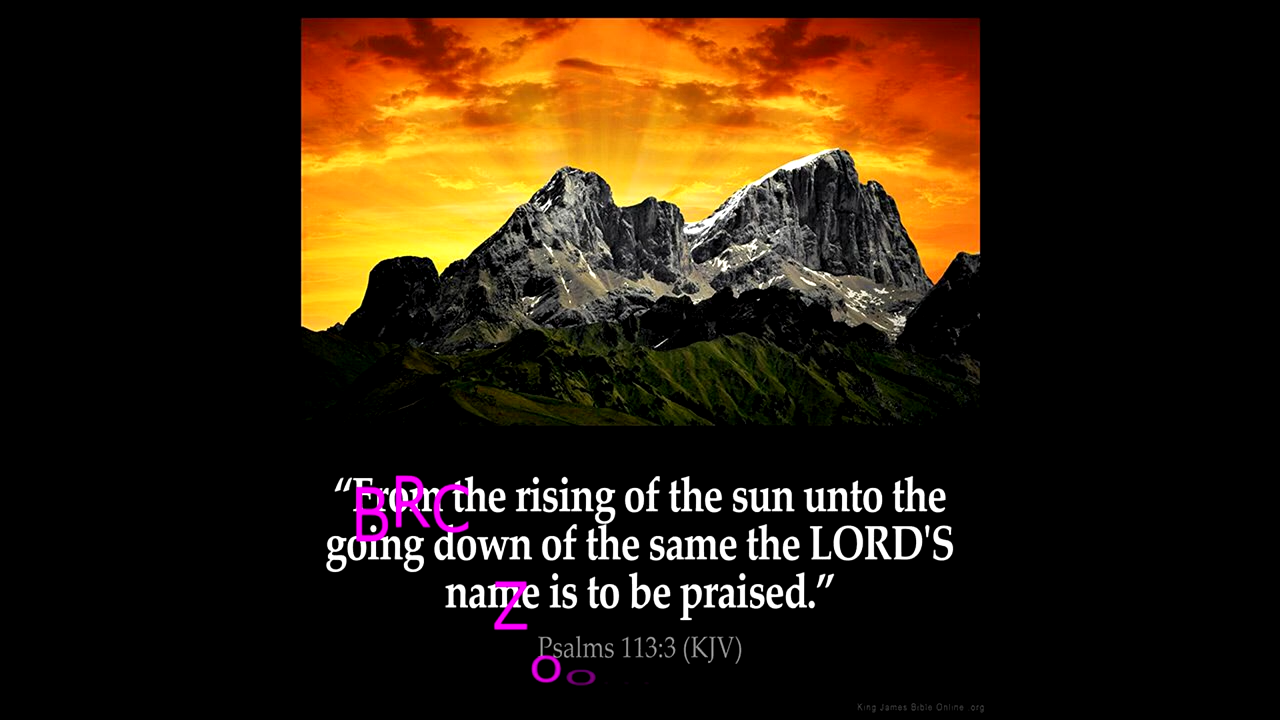 “From the rising of the sun unto the
going down of the same the LORD'S
name is to be praised.”
Psalms 113:3 (KJV)
BRC
Z
o
o
King James Bible Online .org